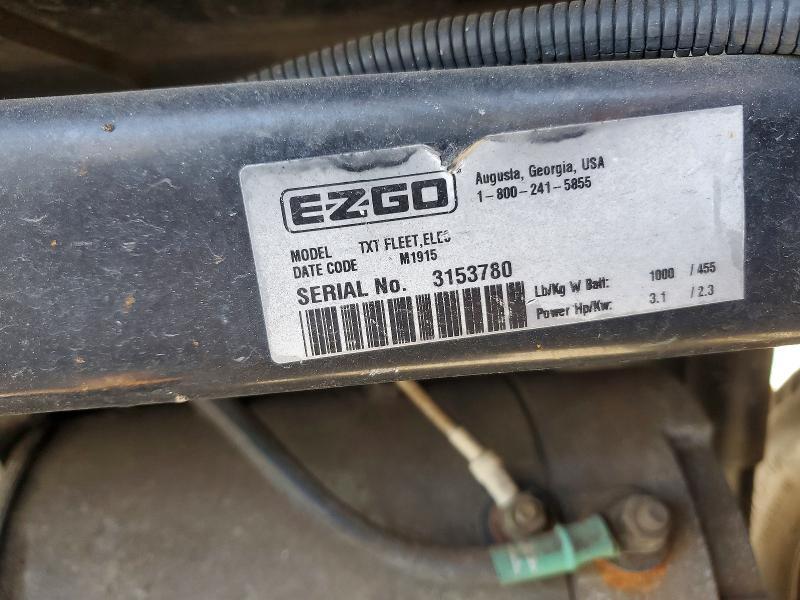 E-Z-GO
Augusta, Georgia, USA
1-800-241-5855
MODEL TXT FLEET,ELEC
DATE CODE M1915
SERIAL No. 3153780
Lb/Kg W Batt: 1000 / 455
Power Hp/Kw: 3.1 / 2.3